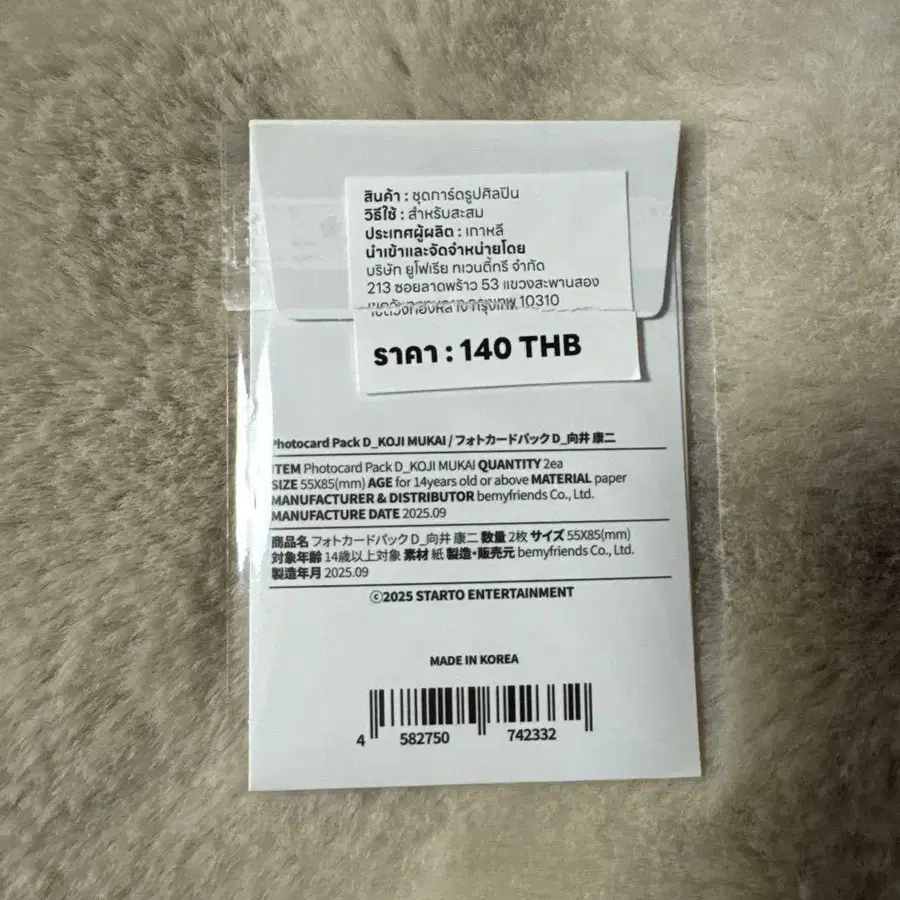 สินค้า : ชุดการ์ดรูปศิลปิน
วิธีใช้ : สำหรับสะสม
ประเทศผู้ผลิต : เกาหลี
นำเข้าและจัดจำหน่ายโดย
บริษัท ยูโฟเรีย ทเวนตี้ทรี จำกัด
213 ซอยลาดพร้าว 53 แขวงสะพานสอง
10310
ราคา : 140 THB
Photocard Pack D_KOJI MUKAI / フォトカードパック D_向井 康二
ITEM Photocard Pack D_KOJI MUKAI QUANTITY 2ea
SIZE 55X85(mm) AGE for 14years old or above MATERIAL paper
MANUFACTURER & DISTRIBUTOR bemyfriends Co., Ltd.
MANUFACTURE DATE 2025.09
商品名 フォトカードパック D_向井 康二 数量 2枚 サイズ 55X85(mm)
対象年齢 14歳以上対象 素材 紙 製造・販売元 bemyfriends Co., Ltd.
製造年月 2025.09
©2025 STARTO ENTERTAINMENT
MADE IN KOREA
4 582750 742332